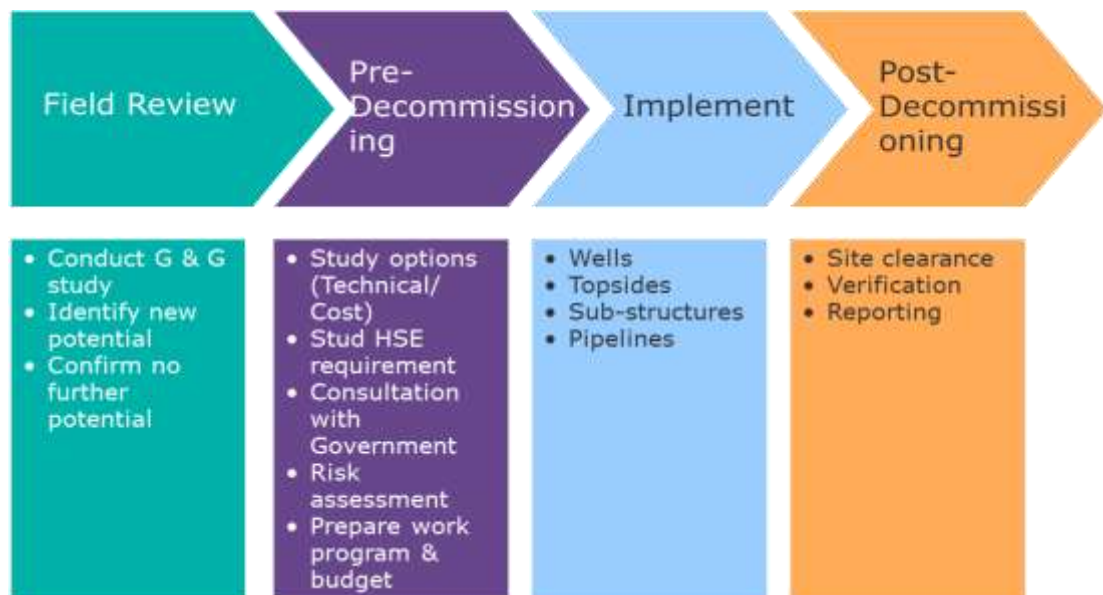 Field Review
Pre-
Decommission
ing
Implement
Post-
Decommissi
oning
• Conduct G & G
study
• Identify new
potential
• Confirm no
further
potential
• Study options
(Technical/
Cost)
• Stud HSE
requirement
• Consultation
with
Government
• Risk
assessment
• Prepare work
program &
budget
• Wells
• Topsides
• Sub-structures
• Pipelines
• Site clearance
• Verification
• Reporting